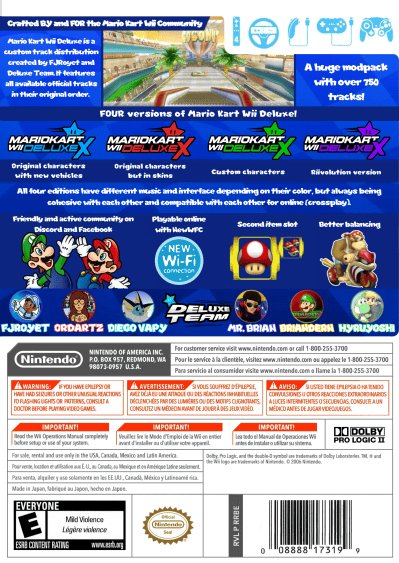 Crafted BY and FOR the Mario Kart Wii Community
Mario Kart Wii Deluxe is a
custom track distribution
created by FJRoyet and
Deluxe Team. It features
all available official tracks
in their original order.
A huge modpack
with over 750
tracks!
FOUR versions of Mario Kart Wii Deluxe!
MARIOKART
Wii DELUXE X
MARIOKART
Wii DELUXE X
MARIOKART
Wii DELUXE X
MARIOKART
Wii DELUXE X
Original characters
with new vehicles
Original characters
but in skins
Custom characters
Riivolution version
All four editions have different music and interface depending on their color, but always being
cohesive with each other and compatible with each other for online (crossplay).
Friendly and active community on
Discord and Facebook
Playable online
with NewWFC
Second item slot
Better balancing
NEW
Wi-Fi
CONNECTION
FJROYET
ORDARTZ
DIEGO VAPY
DELUXE
TEAM
MR. BRIAN
BRIANDERN
HYRUYOSHI
Nintendo
NINTENDO OF AMERICA INC.
P.O. BOX 957, REDMOND, WA
98073-0957 U.S.A.
For customer service visit www.nintendo.com or call 1-800-255-3700
Pour le service à la clientèle, visitez www.nintendo.com ou appelez le 1-800-255-3700
Para servicio al consumidor visite www.nintendo.com o llame la 1-800-255-3700
WARNING: IF YOU HAVE EPILEPSY OR
HAVE HAD SEIZURES OR OTHER UNUSUAL REACTIONS
TO FLASHING LIGHTS OR PATTERNS, CONSULT A
DOCTOR BEFORE PLAYING VIDEO GAMES.
AVERTISSEMENT: SI VOUS SOUFFREZ D'ÉPILEPSIE,
AVEZ DÉJÀ EU UNE ATTAQUE OU DES RÉACTIONS INHABITUELLES
DÉCLENCHÉES PAR DES LUMIÈRES OU DES MOTIFS CLIGNOTANTS,
CONSULTEZ UN MÉDECIN AVANT DE JOUER À DES JEUX VIDÉO.
AVISO: SI USTED TIENE EPILEPSIA O HA TENIDO
CONVULSIONES U OTROS REACCIONES EXTRAORDINARIOS
A LUCES INTERMITENTES O SECUENCIAS, CONSULTE A UN
MÉDICO ANTES DE JUGAR VIDEOJUEGOS.
IMPORTANT!
Read the Wii Operations Manual completely
before setup or use of your system.
IMPORTANT!
Veuillez lire le Mode d'Emploi de la Wii en entier
avant d'installer ou d'utiliser votre appareil.
IMPORTANT!
Lea todo el Manual de Operaciones Wii
antes de instalar o usar su unidad.
DOLBY
PRO LOGIC II
For sale, rental and use only in the USA, Canada, Mexico and Latin America.
Pour vente, location et utilisation aux É.U., au Canada, au Mexique et en Amérique Latine seulement.
Para venta, alquiler y uso solamente en los EE.UU., Canadá, México y Latinoamérica.
Made in Japan, fabriqué au Japon, hecho en Japon.
Dolby, Pro Logic, and the double-D symbol are trademarks of Dolby Laboratories. TM, ® and
the Wii logo are trademarks of Nintendo. © 2006 Nintendo.
EVERYONE
E
ESRB CONTENT RATING
Mild Violence
Légère violence
www.esrb.org
Official
Nintendo
Seal
RVL P RRBE
0 08888 17319 9